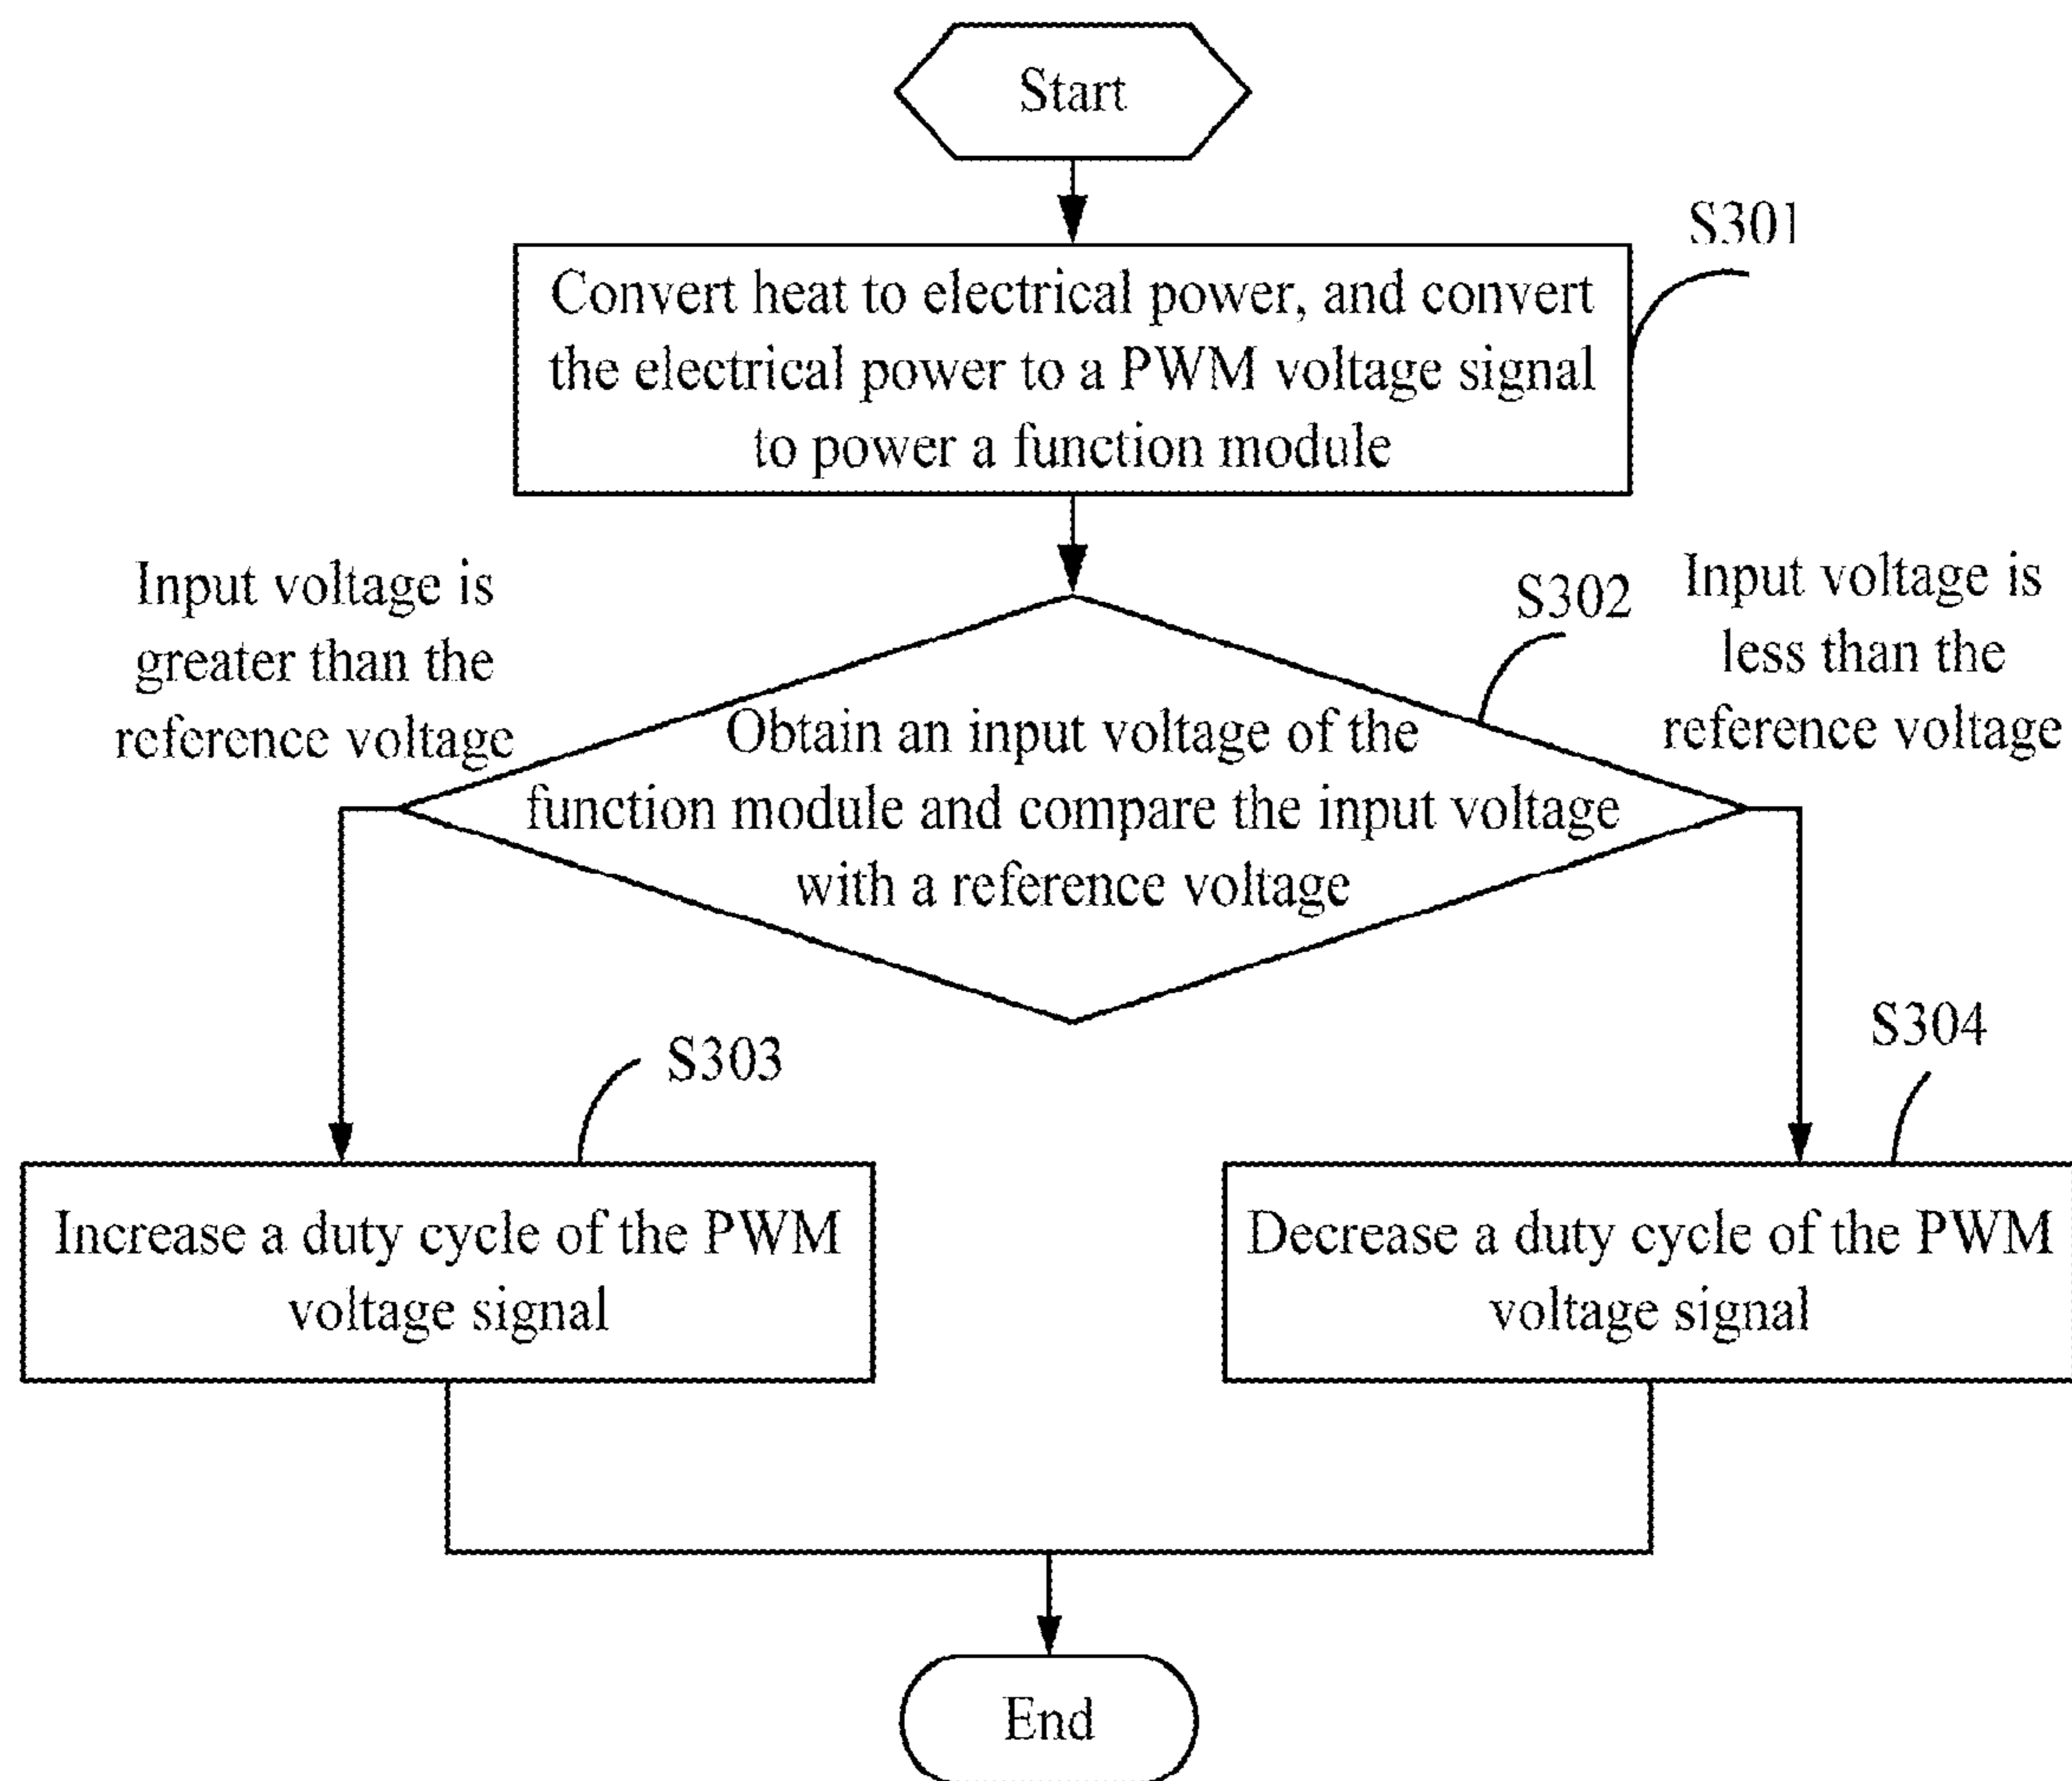 Start
S301
Convert heat to electrical power, and convert
the electrical power to a PWM voltage signal
to power a function module
Input voltage is
greater than the
reference voltage
S302
Input voltage is
less than the
reference voltage
Obtain an input voltage of the
function module and compare the input voltage
with a reference voltage
S303
S304
Increase a duty cycle of the PWM
voltage signal
Decrease a duty cycle of the PWM
voltage signal
End